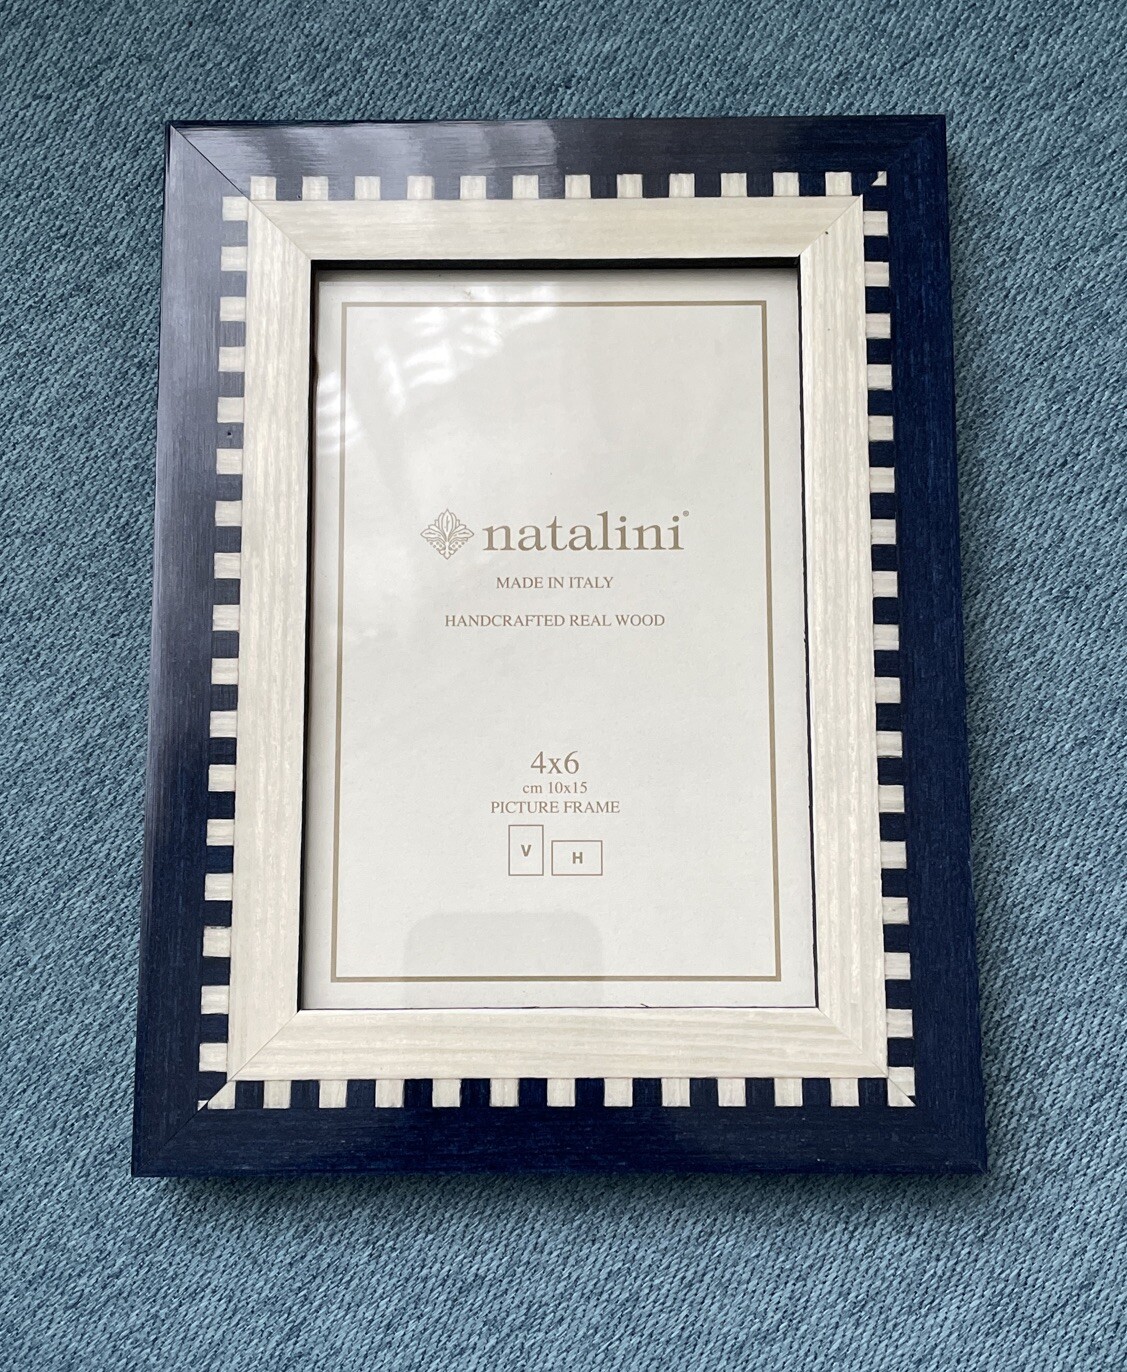 natalini®
MADE IN ITALY
HANDCRAFTED REAL WOOD
4x6
cm 10x15
PICTURE FRAME
V H